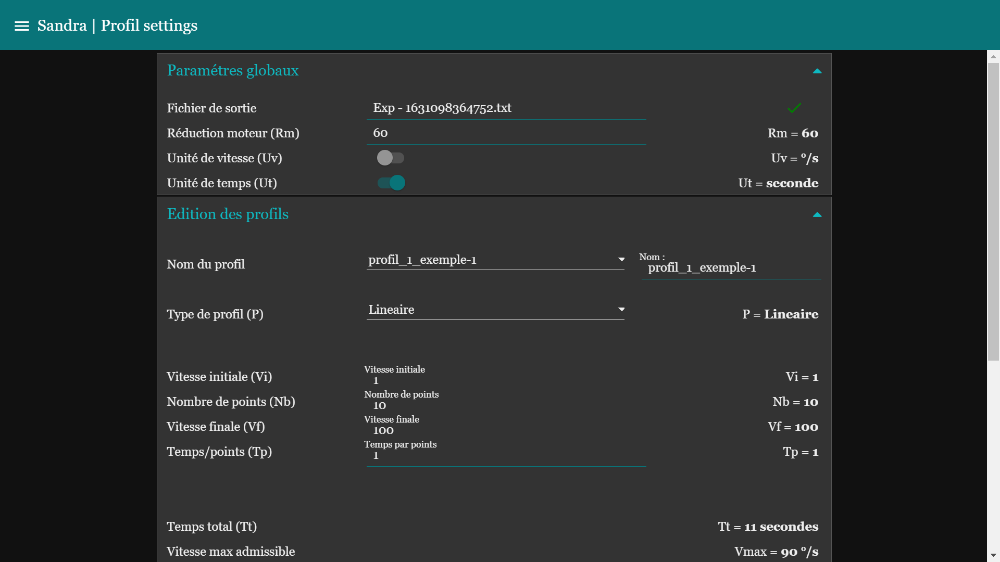 Sandra | Profil settings
Paramétres globaux
Fichier de sortie Exp - 1631098364752.txt
Réduction moteur (Rm) 60 Rm = 60
Unité de vitesse (Uv) Uv = °/s
Unité de temps (Ut) Ut = seconde
Edition des profils
Nom du profil profil_1_exemple-1 Nom : profil_1_exemple-1
Type de profil (P) Lineaire P = Lineaire
Vitesse initiale (Vi) Vitesse initiale 1 Vi = 1
Nombre de points (Nb) Nombre de points 10 Nb = 10
Vitesse finale (Vf) Vitesse finale 100 Vf = 100
Temps/points (Tp) Temps par points 1 Tp = 1
Temps total (Tt) Tt = 11 secondes
Vitesse max admissible Vmax = 90 °/s